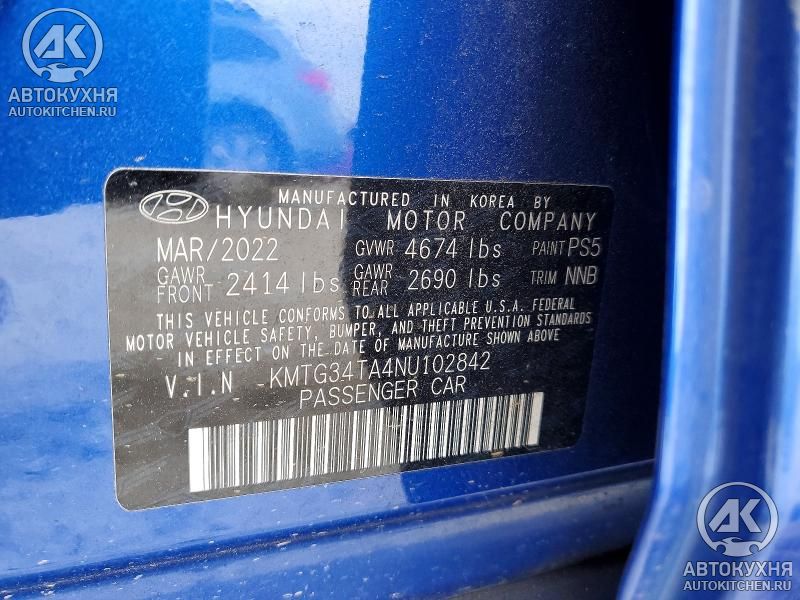 AK
АВТОКУХНЯ
AUTOKITCHEN.RU
MANUFACTURED IN KOREA BY
HYUNDAI MOTOR COMPANY
MAR/2022 GVWR 4674 lbs PAINT PS5
GAWR FRONT 2414 lbs GAWR REAR 2690 lbs TRIM NNB
THIS VEHICLE CONFORMS TO ALL APPLICABLE U.S.A. FEDERAL
MOTOR VEHICLE SAFETY, BUMPER, AND THEFT PREVENTION STANDARDS
IN EFFECT ON THE DATE OF MANUFACTURE SHOWN ABOVE
V.I.N KMTG34TA4NU102842
PASSENGER CAR
AK
АВТОКУХНЯ
AUTOKITCHEN.RU